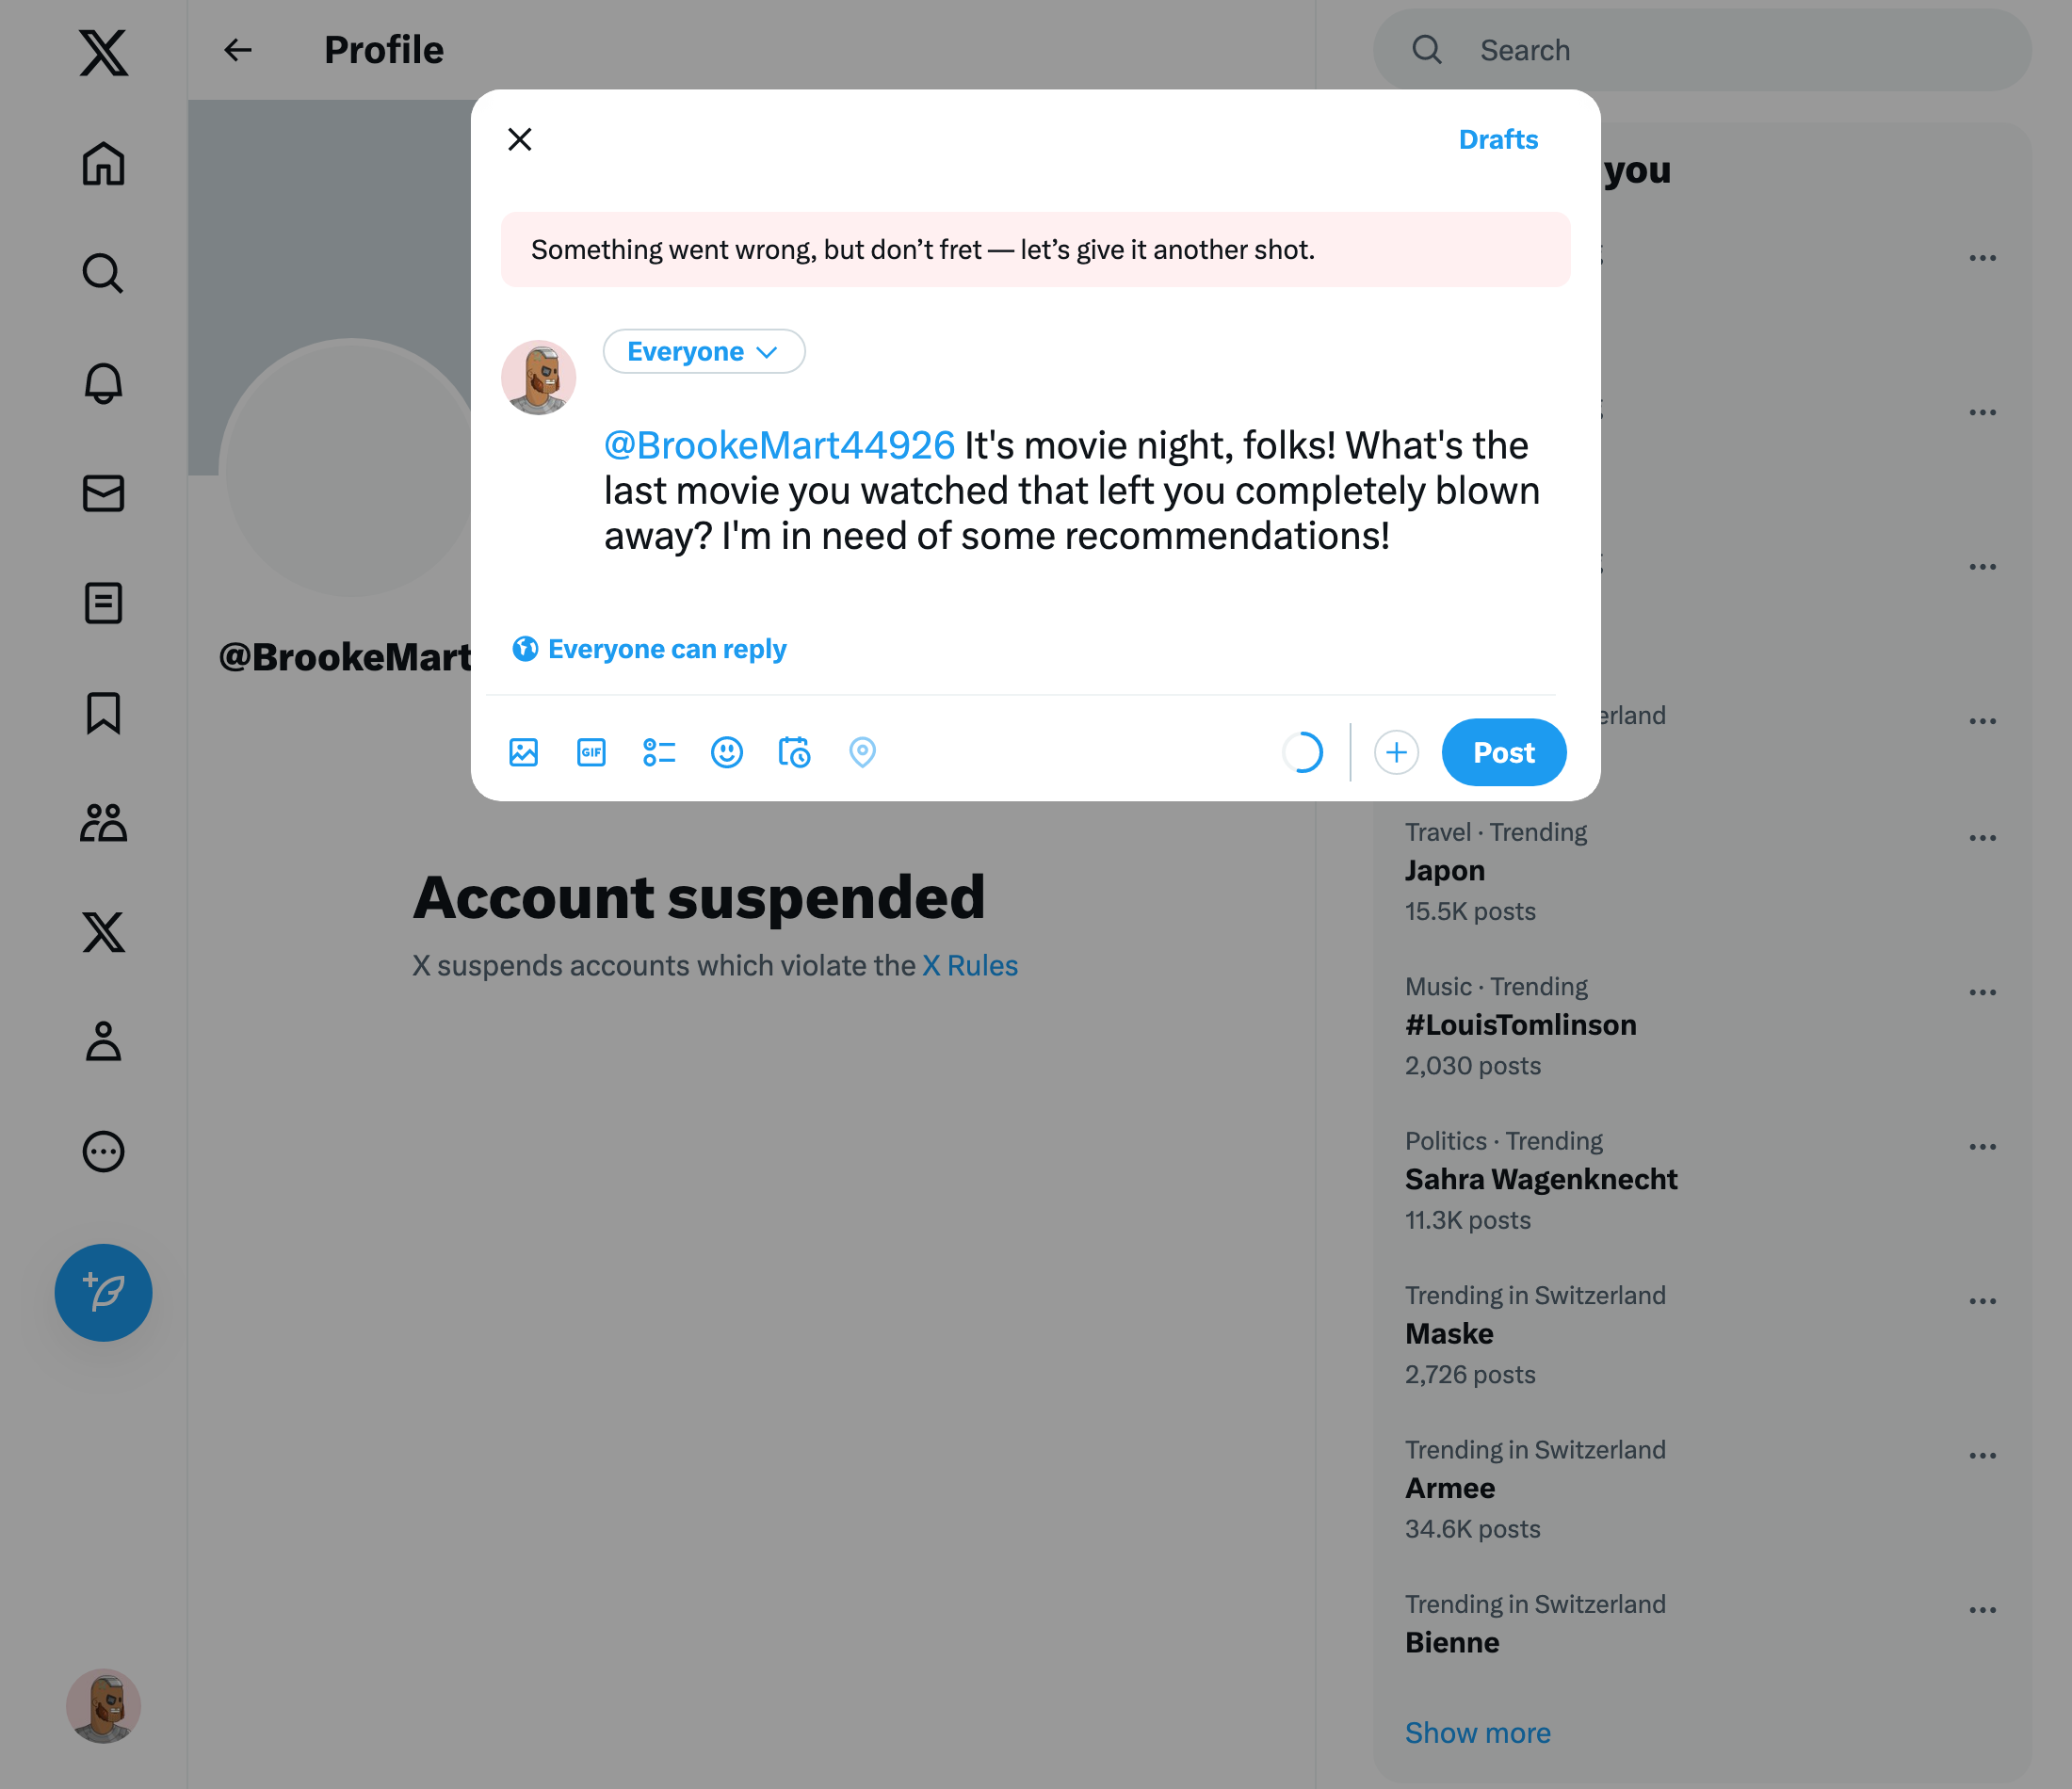 Profile
Search
Drafts
you
Something went wrong, but don’t fret — let’s give it another shot.
Everyone
@BrookeMart44926 It's movie night, folks! What's the
last movie you watched that left you completely blown
away? I'm in need of some recommendations!
@BrookeMart
Everyone can reply
erland
GIF
Post
Travel · Trending
Japon
15.5K posts
Account suspended
X suspends accounts which violate the X Rules
Music · Trending
#LouisTomlinson
2,030 posts
Politics · Trending
Sahra Wagenknecht
11.3K posts
Trending in Switzerland
Maske
2,726 posts
Trending in Switzerland
Armee
34.6K posts
Trending in Switzerland
Bienne
Show more